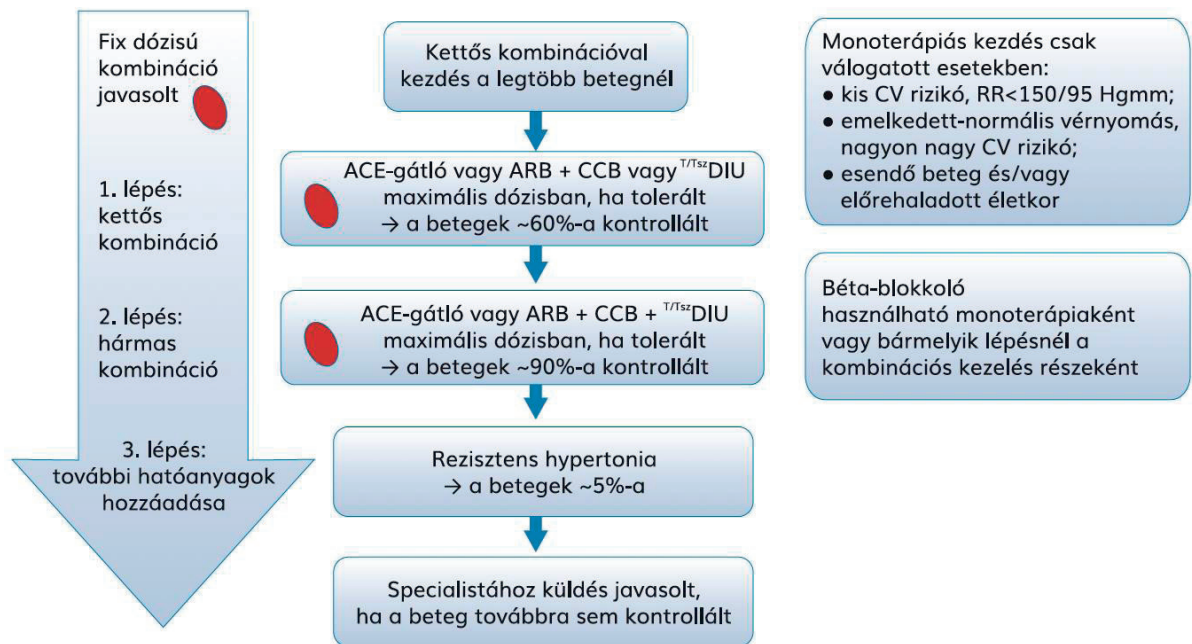 Fix dózisú
kombináció
javasolt
1. lépés:
kettős
kombináció
2. lépés:
hármas
kombináció
3. lépés:
további hatóanyagok
hozzáadása
Kettős kombinációval
kezdés a legtöbb betegnél
ACE-gátló vagy ARB + CCB vagy T/TszDIU
maximális dózisban, ha tolerált
→ a betegek ~60%-a kontrollált
ACE-gátló vagy ARB + CCB + T/TszDIU
maximális dózisban, ha tolerált
→ a betegek ~90%-a kontrollált
Rezisztens hypertonia
→ a betegek ~5%-a
Specialistához küldés javasolt,
ha a beteg továbbra sem kontrollált
Monoterápiás kezdés csak
válogatott esetekben:
● kis CV rizikó, RR<150/95 Hgmm;
● emelkedett-normális vérnyomás,
nagyon nagy CV rizikó;
● esendő beteg és/vagy
előrehaladott életkor
Béta-blokkoló
használható monoterápiaként
vagy bármelyik lépésnél a
kombinációs kezelés részeként